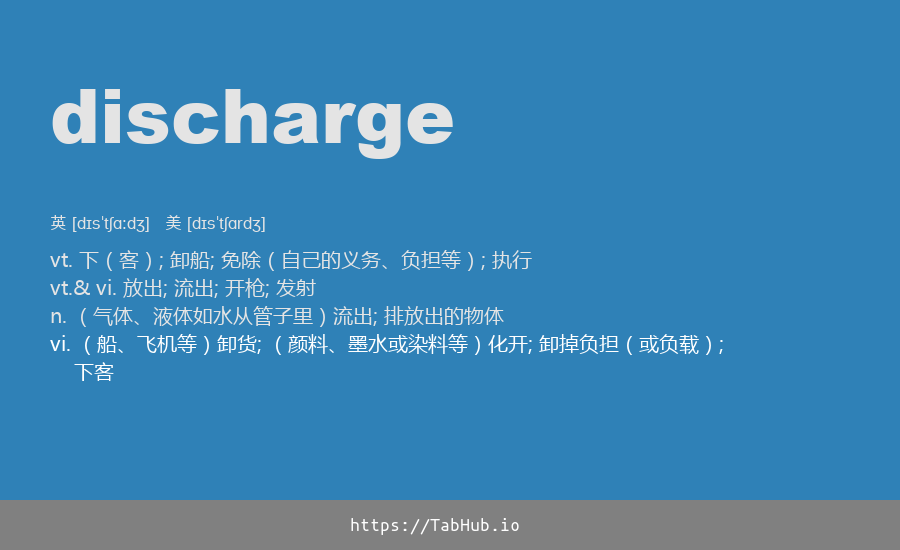 discharge
英 [dɪsˈtʃɑːdʒ] 美 [dɪsˈtʃɑrdʒ]
vt. 下（客）; 卸船; 免除（自己的义务、负担等）; 执行
vt.& vi. 放出; 流出; 开枪; 发射
n. （气体、液体如水从管子里）流出; 排放出的物体
vi. （船、飞机等）卸货; （颜料、墨水或染料等）化开; 卸掉负担（或负载）;
下客
https://TabHub.io